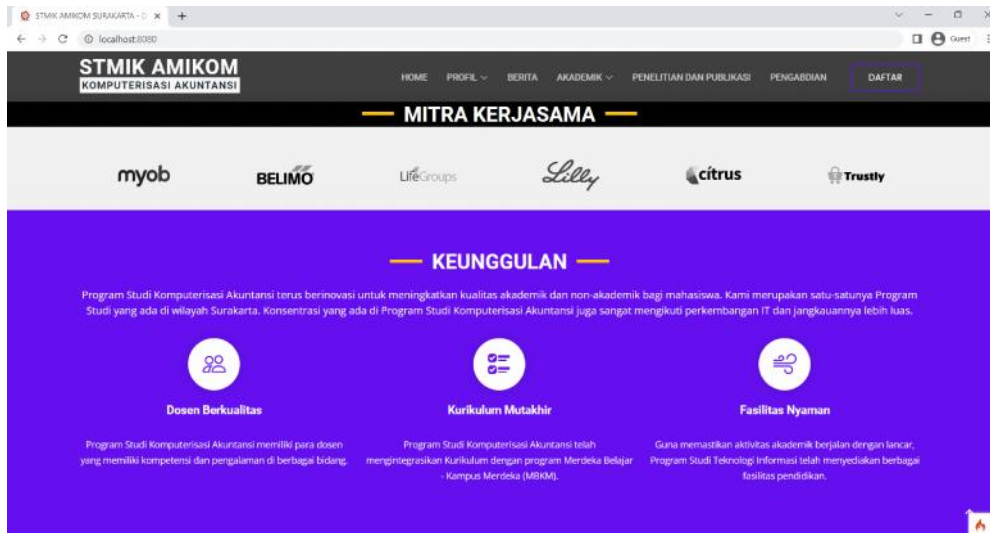 STMIK AMIKOM SURAKARTA - D
localhost:8080
Guest
STMIK AMIKOM
KOMPUTERISASI AKUNTANSI
HOME PROFIL BERITA AKADEMIK PENELITIAN DAN PUBLIKASI PENGABDIAN DAFTAR
MITRA KERJASAMA
myob BELIMO LifeGroups Lilly citrus Trustly
KEUNGGULAN
Program Studi Komputerisasi Akuntansi terus berinovasi untuk meningkatkan kualitas akademik dan non-akademik bagi mahasiswa. Kami merupakan satu-satunya Program
Studi yang ada di wilayah Surakarta. Konsentrasi yang ada di Program Studi Komputerisasi Akuntansi juga sangat mengikuti perkembangan IT dan jangkauannya lebih luas.
Dosen Berkualitas
Program Studi Komputerisasi Akuntansi memiliki para dosen
yang memiliki kompetensi dan pengalaman di berbagai bidang.
Kurikulum Mutakhir
Program Studi Komputerisasi Akuntansi telah
mengintegrasikan Kurikulum dengan program Merdeka Belajar
- Kampus Merdeka (MBKM).
Fasilitas Nyaman
Guna memastikan aktivitas akademik berjalan dengan lancar,
Program Studi Teknologi Informasi telah menyediakan berbagai
fasilitas pendidikan.